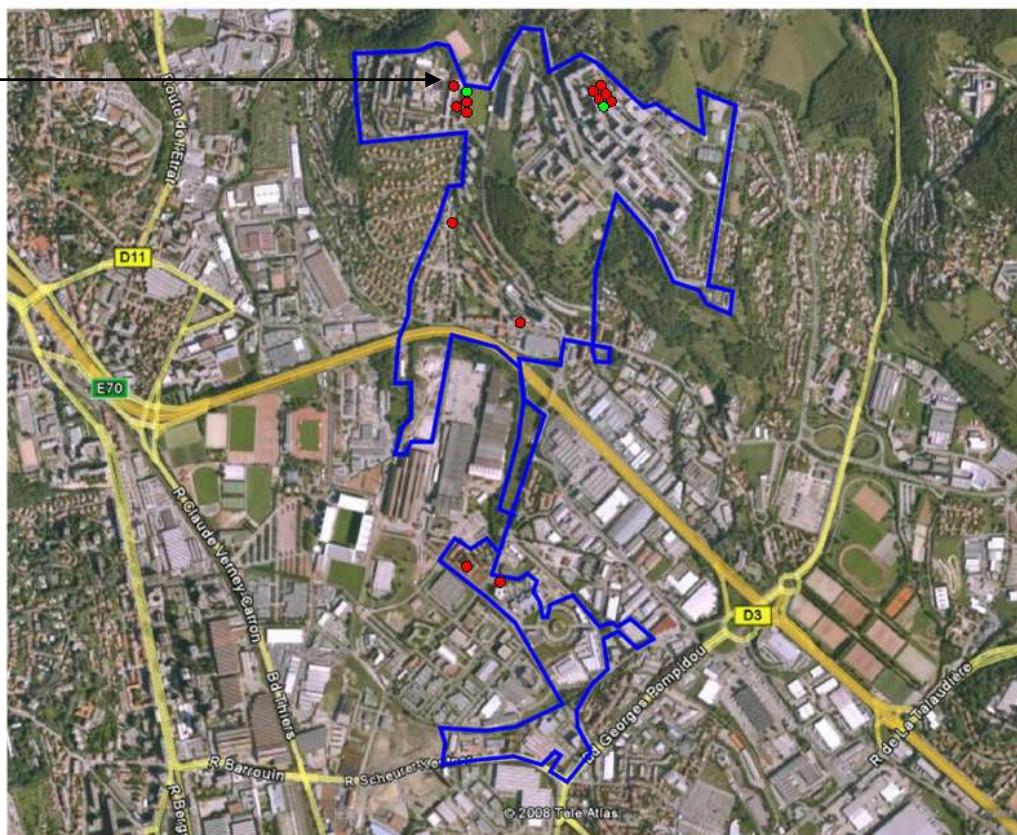 Route de l'Etrat
D11
E70
R Claude Verney-Carron
Bd Thiers
D3
Bd Georges Pompidou
R de La Talaudière
R Barrouin
R Scheurer-Kestner
R Berg
© 2008 Tele Atlas